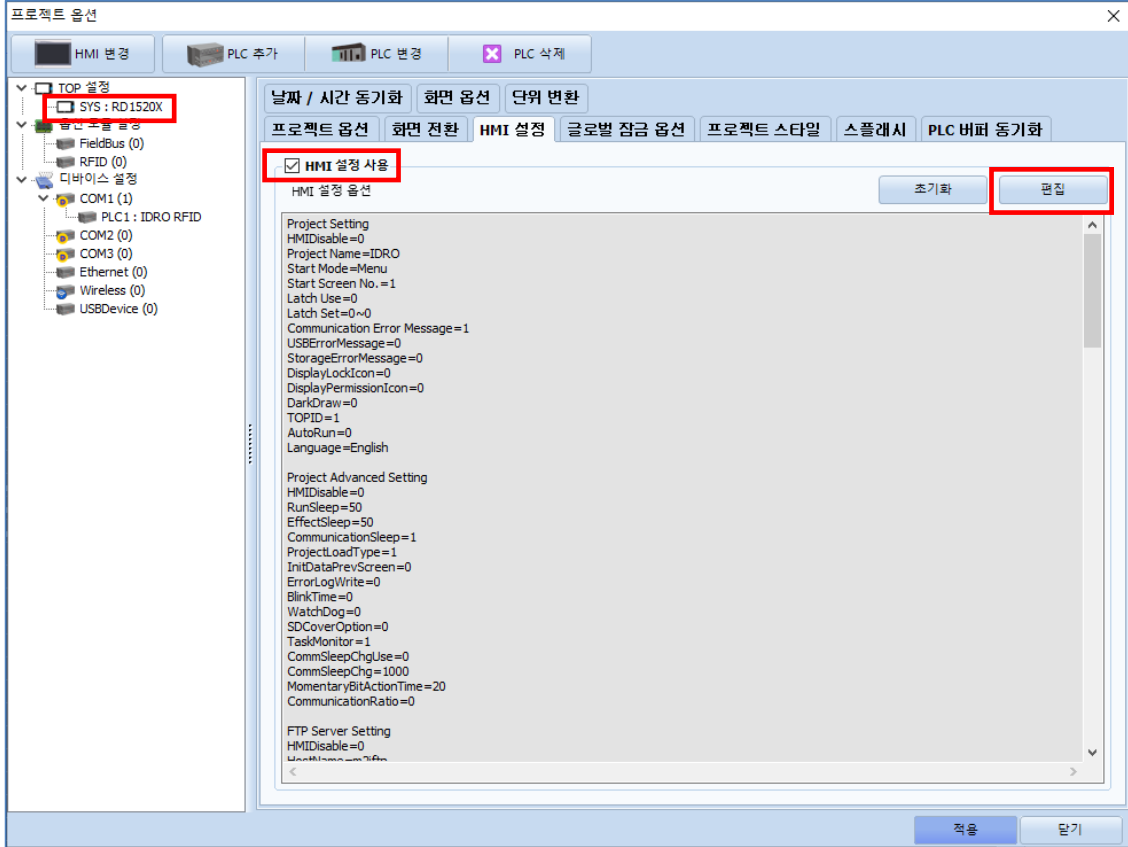 프로젝트 옵션
HMI 변경
PLC 추가
PLC 변경
PLC 삭제
TOP 설정
SYS : RD1520X
옵션 모듈 설정
FieldBus (0)
RFID (0)
디바이스 설정
COM1 (1)
PLC1 : IDRO RFID
COM2 (0)
COM3 (0)
Ethernet (0)
Wireless (0)
USBDevice (0)
날짜 / 시간 동기화 화면 옵션 단위 변환
프로젝트 옵션 화면 전환 HMI 설정 글로벌 잠금 옵션 프로젝트 스타일 스플래시 PLC 버퍼 동기화
HMI 설정 사용
HMI 설정 옵션
초기화
편집
Project Setting
HMIDisable=0
Project Name=IDRO
Start Mode=Menu
Start Screen No.=1
Latch Use=0
Latch Set=0~0
Communication Error Message=1
USBErrorMessage=0
StorageErrorMessage=0
DisplayLockIcon=0
DisplayPermissionIcon=0
DarkDraw=0
TOPID=1
AutoRun=0
Language=English
Project Advanced Setting
HMIDisable=0
RunSleep=50
EffectSleep=50
CommunicationSleep=1
ProjectLoadType=1
InitDataPrevScreen=0
ErrorLogWrite=0
BlinkTime=0
WatchDog=0
SDCoverOption=0
TaskMonitor=1
CommSleepChgUse=0
CommSleepChg=1000
MomentaryBitActionTime=20
CommunicationRatio=0
FTP Server Setting
HMIDisable=0
HostName=m2iftp
적용
닫기